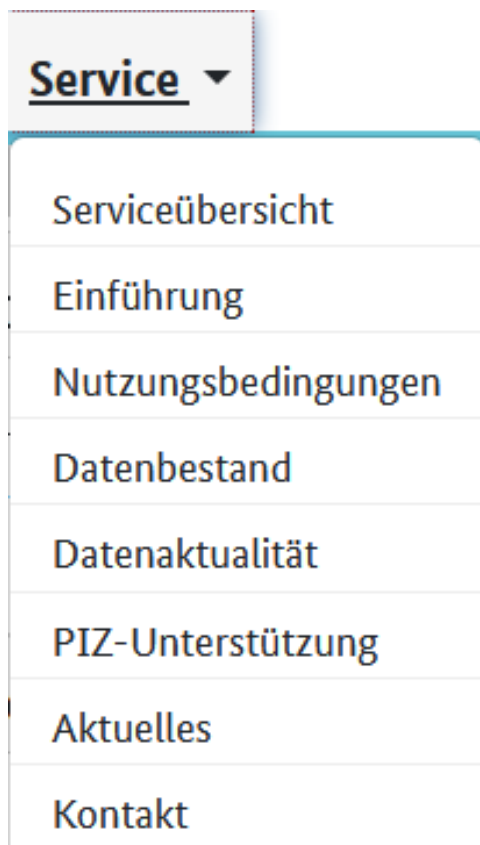 Service
Serviceübersicht
Einführung
Nutzungsbedingungen
Datenbestand
Datenaktualität
PIZ-Unterstützung
Aktuelles
Kontakt